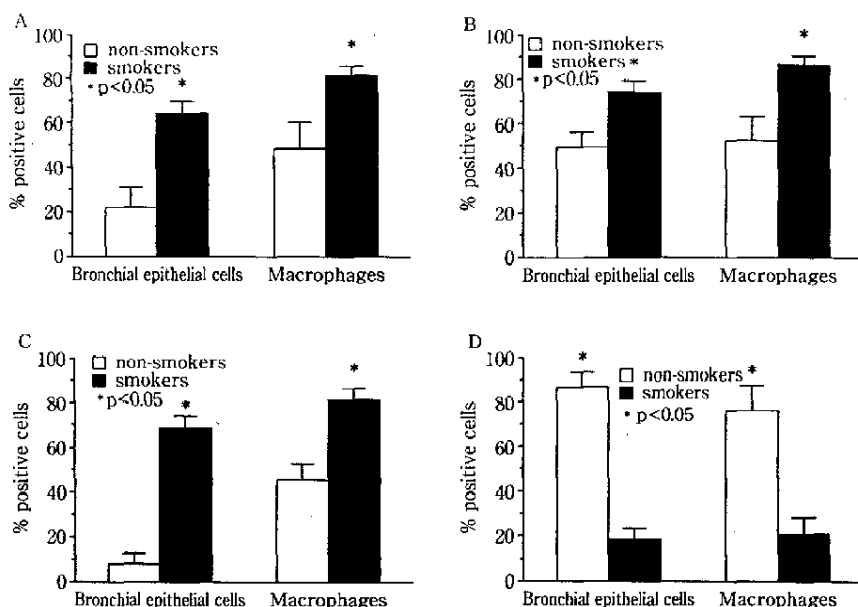 A
100
80
60
40
20
0
% positive cells
non-smokers
smokers
* p<0.05
*
*
Bronchial epithelial cells Macrophages
B
100
80
60
40
20
0
% positive cells
non-smokers
smokers *
* p<0.05
*
Bronchial epithelial cells Macrophages
C
100
80
60
40
20
0
% positive cells
non-smokers
smokers
* p<0.05
*
*
Bronchial epithelial cells Macrophages
D
100
80
60
40
20
0
% positive cells
*
non-smokers *
smokers
* p<0.05
Bronchial epithelial cells Macrophages